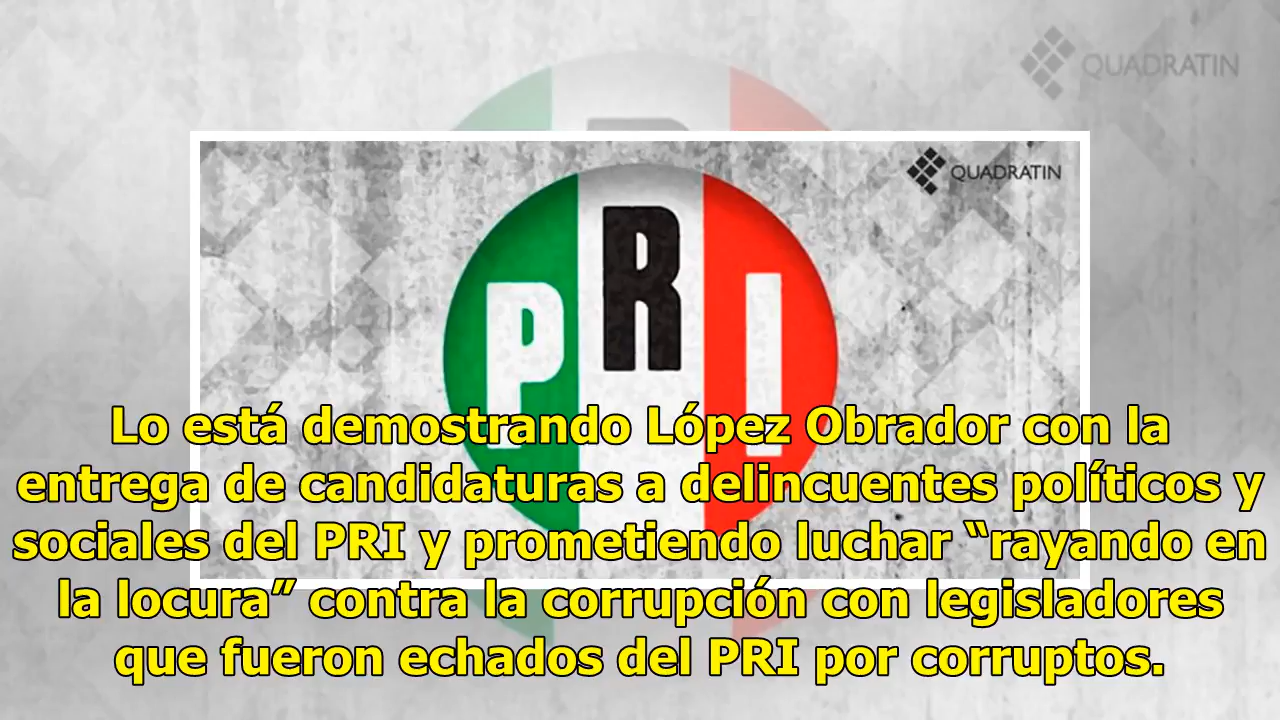 QUADRATIN
QUADRATIN
PRI
Lo está demostrando López Obrador con la
entrega de candidaturas a delincuentes políticos y
sociales del PRI y prometiendo luchar “rayando en
la locura” contra la corrupción con legisladores
que fueron echados del PRI por corruptos.